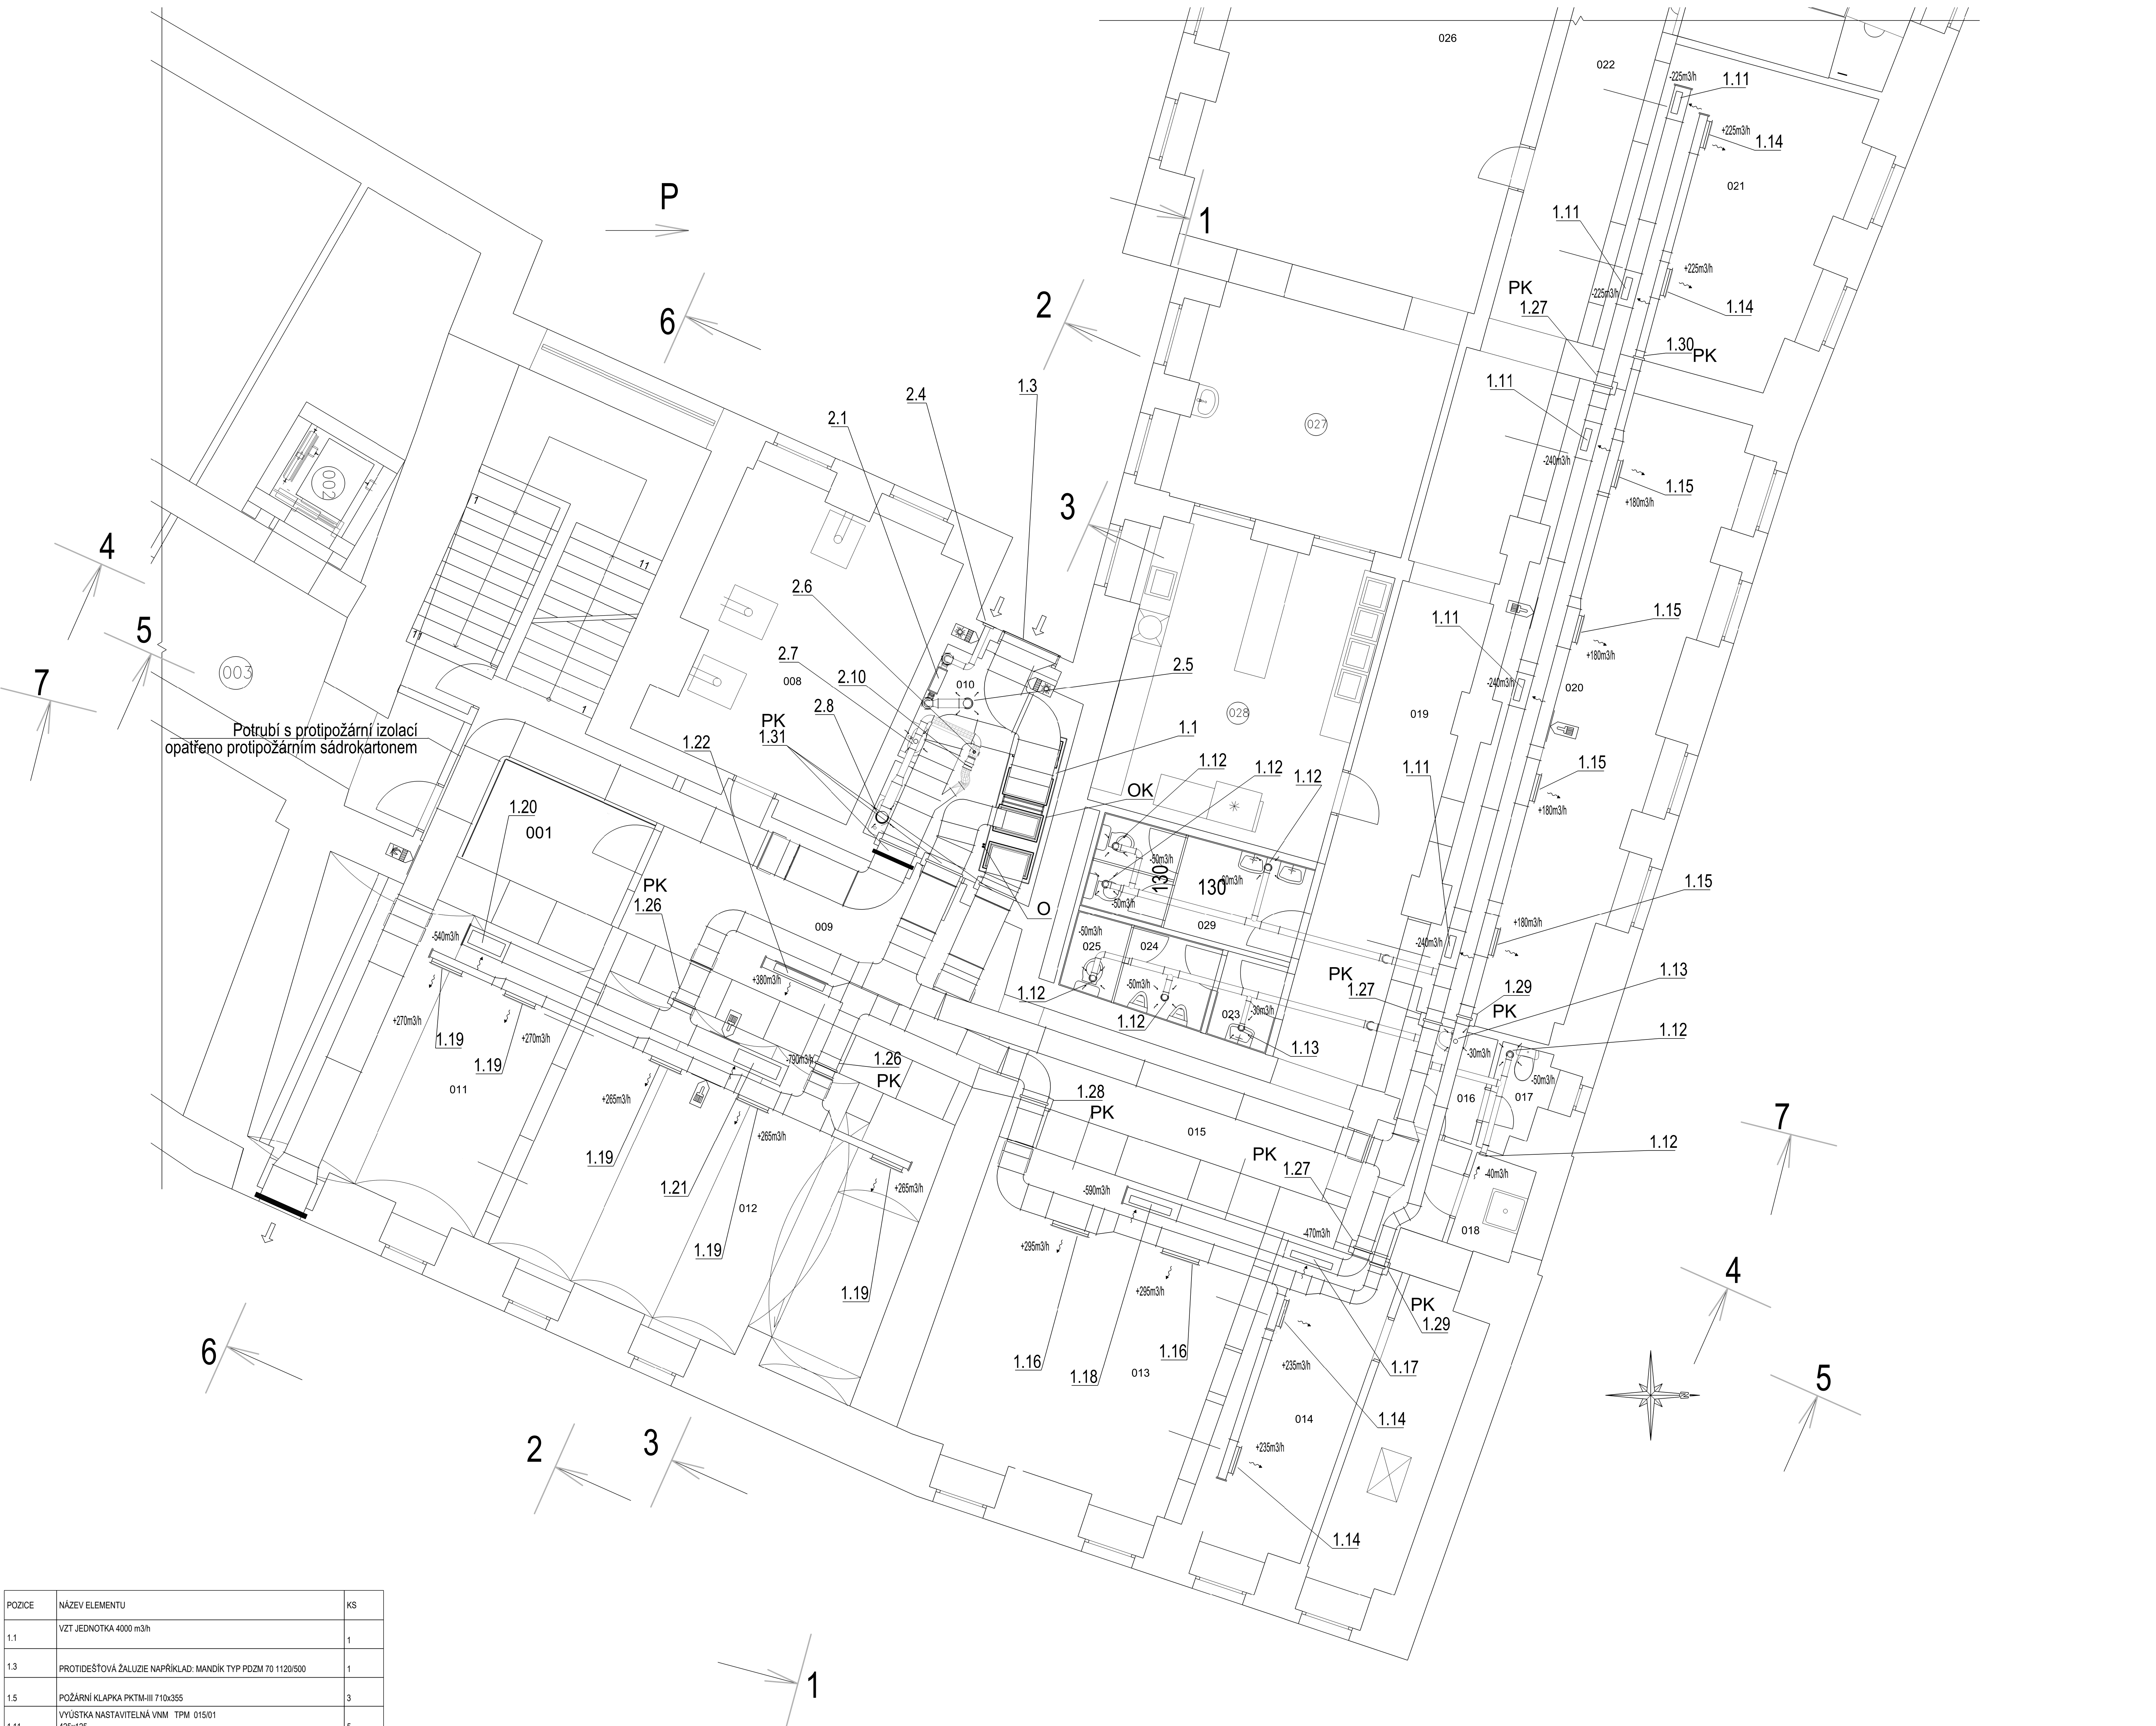 026
022
-225m3/h
1.11
+225m3/h
1.14
021
P
1.11
1
+225m3/h
-225m3/h
PK
1.27
1.14
2
6
1.30
PK
1.3
1.11
2.4
2.1
027
-240m3/h
1.15
+180m3/h
002
1
11
3
4
2.6
1.15
1.11
5
11
2.7
+180m3/h
2.5
003
7
2.10
008
010
-240m3/h
020
1
2.8
028
019
Potrubí s protipožární izolací
opatřeno protipožárním sádrokartonem
PK
1.31
1.22
1.1
1.12
1.12
1.12
1.11
1.15
OK
+180m3/h
1.20
001
-50m3/h
130
130
PK
1.26
-50m3/h
O
1.15
009
029
+180m3/h
-540m3/h
-50m3/h
025
024
-240m3/h
+380m3/h
1.12
-50m3/h
PK
1.27
1.13
1.29
PK
+270m3/h
1.12
023
-30m3/h
1.19
+270m3/h
1.19
1.13
1.12
-790m3/h
1.26
PK
-30m3/h
-50m3/h
011
+265m3/h
1.28
PK
016
017
7
+265m3/h
015
1.12
1.19
PK
1.27
-40m3/h
1.21
+265m3/h
-590m3/h
012
018
-470m3/h
1.19
+295m3/h
4
1.19
+295m3/h
PK
1.29
6
1.16
1.16
1.18
013
+235m3/h
1.17
5
014
1.14
2
3
+235m3/h
1.14
1
POZICE NÁZEV ELEMENTU KS
1.1 VZT JEDNOTKA 4000 m3/h 1
1.3 PROTIDEŠŤOVÁ ŽALUZIE NAPŘÍKLAD: MANDÍK TYP PDZM 70 1120/500 1
1.5 POŽÁRNÍ KLAPKA PKTM-III 710x355 3
VYÚSTKA NASTAVITELNÁ VNM TPM 015/01